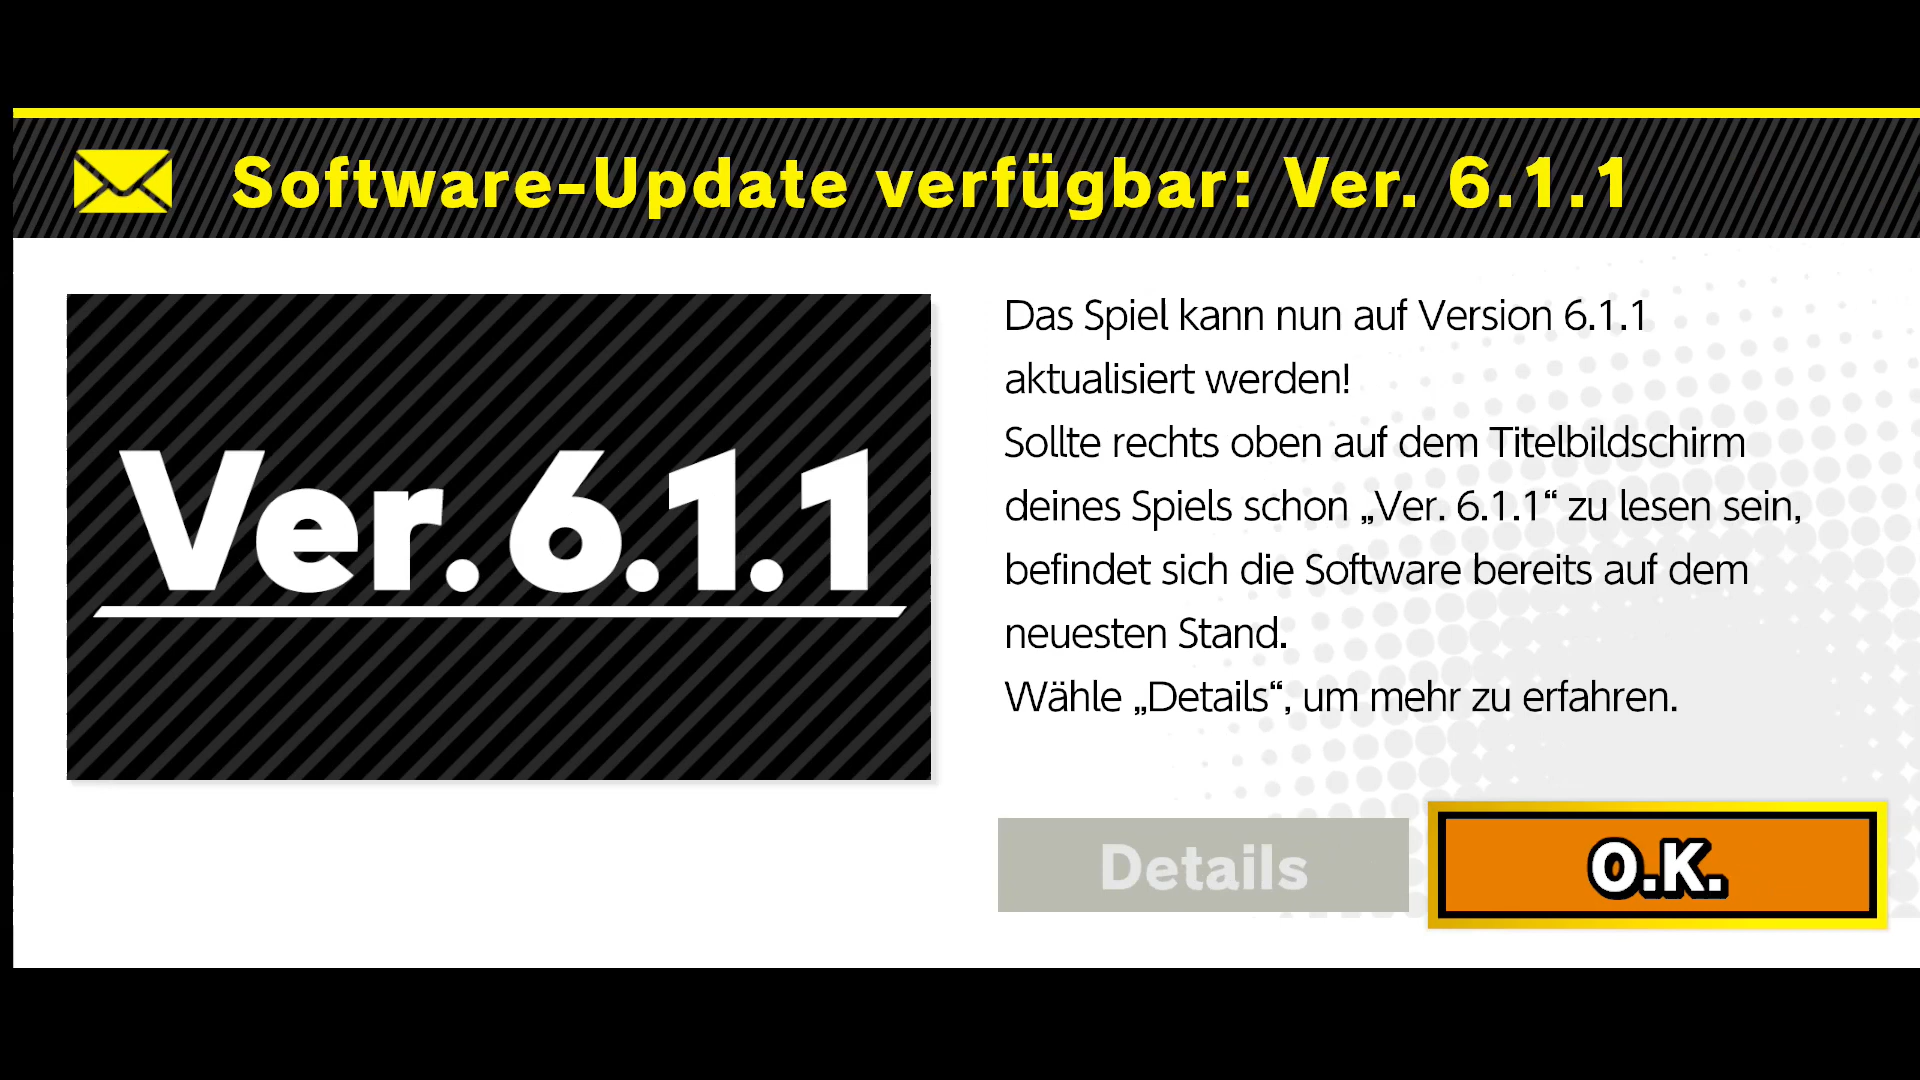 Software-Update verfügbar: Ver. 6.1.1
Ver. 6.1.1
Das Spiel kann nun auf Version 6.1.1
aktualisiert werden!
Sollte rechts oben auf dem Titelbildschirm
deines Spiels schon „Ver. 6.1.1“ zu lesen sein,
befindet sich die Software bereits auf dem
neuesten Stand.
Wähle „Details“, um mehr zu erfahren.
Details
O.K.